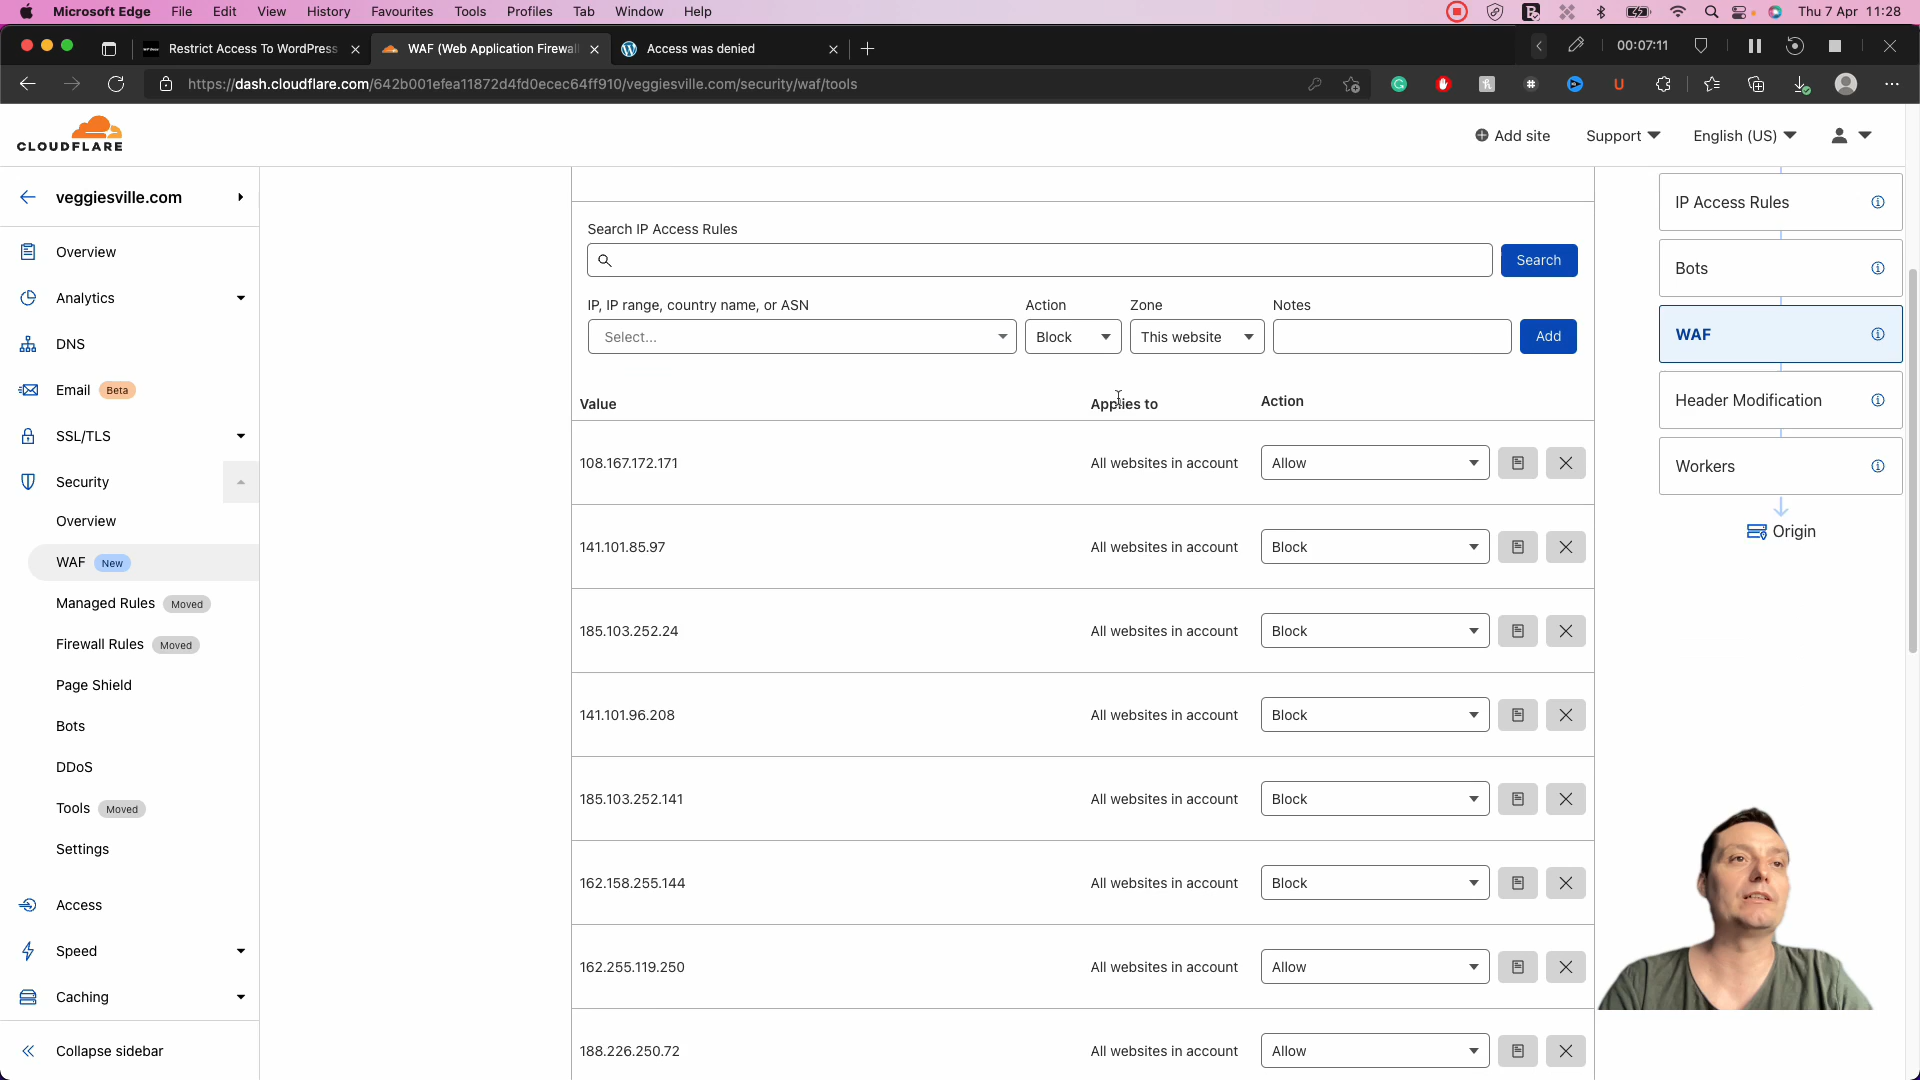 Microsoft Edge File Edit View History Favourites Tools Profiles Tab Window Help Thu 7 Apr 11:28
Restrict Access To WordPress
WAF (Web Application Firewall
Access was denied
00:07:11
https://dash.cloudflare.com/642b001efea11872d4fd0ecec64ff910/veggiesville.com/security/waf/tools
CLOUDFLARE
Add site
Support
English (US)
veggiesville.com
Overview
Analytics
DNS
Email Beta
SSL/TLS
Security
Overview
WAF New
Managed Rules Moved
Firewall Rules Moved
Page Shield
Bots
DDoS
Tools Moved
Settings
Access
Speed
Caching
Collapse sidebar
Search IP Access Rules
Search
IP, IP range, country name, or ASN Action Zone Notes
Select... Block This website Add
Value Applies to Action
108.167.172.171 All websites in account Allow
141.101.85.97 All websites in account Block
185.103.252.24 All websites in account Block
141.101.96.208 All websites in account Block
185.103.252.141 All websites in account Block
162.158.255.144 All websites in account Block
162.255.119.250 All websites in account Allow
188.226.250.72 All websites in account Allow
IP Access Rules
Bots
WAF
Header Modification
Workers
Origin